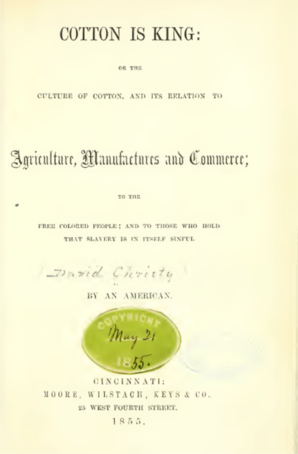 COTTON IS KING:
OR THE
CULTURE OF COTTON, AND ITS RELATION TO
Agriculture, Manufactures and Commerce;
TO THE
FREE COLORED PEOPLE; AND TO THOSE WHO HOLD
THAT SLAVERY IS IN ITSELF SINFUL
David Christy
BY AN AMERICAN.
COPYRIGHT
May 21
1855.
CINCINNATI:
MOORE, WILSTACH, KEYS & CO.
25 WEST FOURTH STREET.
1855.